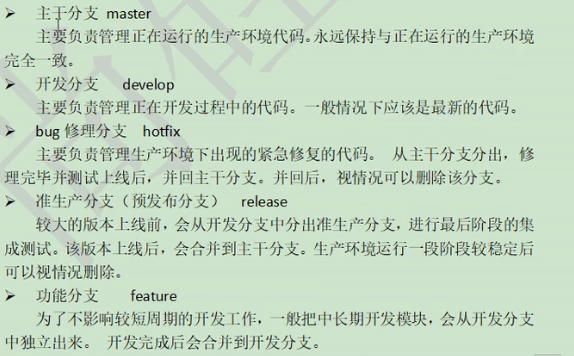 ➤ 主干分支 master
主要负责管理正在运行的生产环境代码。永远保持与正在运行的生产环境
完全一致。
➤ 开发分支 develop
主要负责管理正在开发过程中的代码。一般情况下应该是最新的代码。
➤ bug 修理分支 hotfix
主要负责管理生产环境下出现的紧急修复的代码。 从主干分支分出，修
理完毕并测试上线后，并回主干分支。并回后，视情况可以删除该分支。
➤ 准生产分支（预发布分支） release
较大的版本上线前，会从开发分支中分出准生产分支，进行最后阶段的集
成测试。该版本上线后，会合并到主干分支。生产环境运行一段阶段较稳定后
可以视情况删除。
➤ 功能分支 feature
为了不影响较短周期的开发工作，一般把中长期开发模块，会从开发分支
中独立出来。 开发完成后会合并到开发分支。